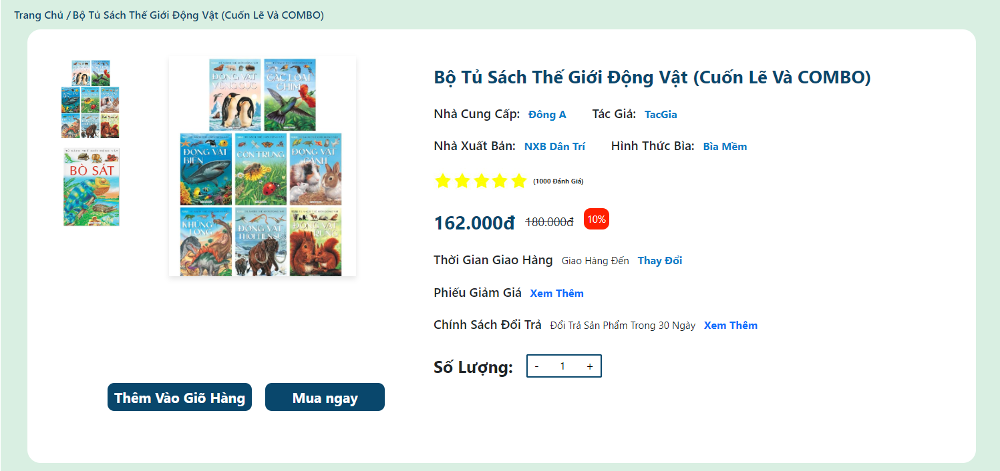 Trang Chủ / Bộ Tủ Sách Thế Giới Động Vật (Cuốn Lẽ Và COMBO)
TỦ SÁCH THẾ GIỚI ĐỘNG VẬT
BÒ SÁT
ĐỘNG VẬT
VÙNG CỰC
CÁC LOÀI
CHIM
ĐỘNG VẬT
BIỂN
CÔN TRÙNG
ĐỘNG VẬT
CẢNH
KHỦNG
LONG
ĐỘNG VẬT
THỜI TIỀN SỬ
ĐỘNG VẬT
RỪNG
Bộ Tủ Sách Thế Giới Động Vật (Cuốn Lẽ Và COMBO)
Nhà Cung Cấp: Đông A Tác Giả: TacGia
Nhà Xuất Bản: NXB Dân Trí Hình Thức Bìa: Bìa Mềm
(1000 Đánh Giá)
162.000đ 180.000đ 10%
Thời Gian Giao Hàng Giao Hàng Đến Thay Đổi
Phiếu Giảm Giá Xem Thêm
Chính Sách Đổi Trả Đổi Trả Sản Phẩm Trong 30 Ngày Xem Thêm
Số Lượng: - 1 +
Thêm Vào Giõ Hàng Mua ngay